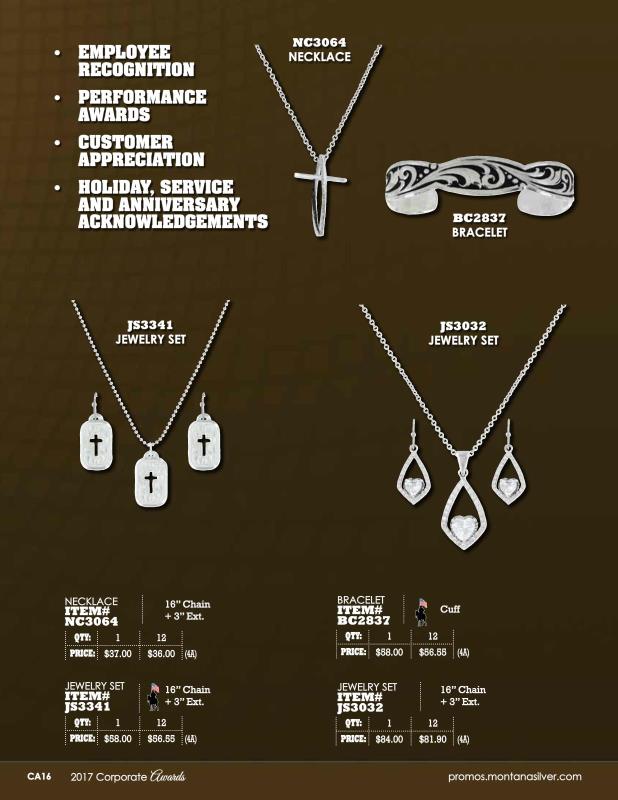 • EMPLOYEE
RECOGNITION
• PERFORMANCE
AWARDS
• CUSTOMER
APPRECIATION
• HOLIDAY, SERVICE
AND ANNIVERSARY
ACKNOWLEDGEMENTS
NC3064
NECKLACE
BC2837
BRACELET
JS3341
JEWELRY SET
JS3032
JEWELRY SET
NECKLACE
ITEM#
NC3064
16” Chain
+ 3” Ext.
QTY: 1 12
PRICE: $37.00 $36.00 (4A)
BRACELET
ITEM#
BC2837
Cuff
QTY: 1 12
PRICE: $58.00 $56.55 (4A)
JEWELRY SET
ITEM#
JS3341
16” Chain
+ 3” Ext.
QTY: 1 12
PRICE: $58.00 $56.55 (4A)
JEWELRY SET
ITEM#
JS3032
16” Chain
+ 3” Ext.
QTY: 1 12
PRICE: $84.00 $81.90 (4A)
CA16 2017 Corporate Awards promos.montanasilver.com